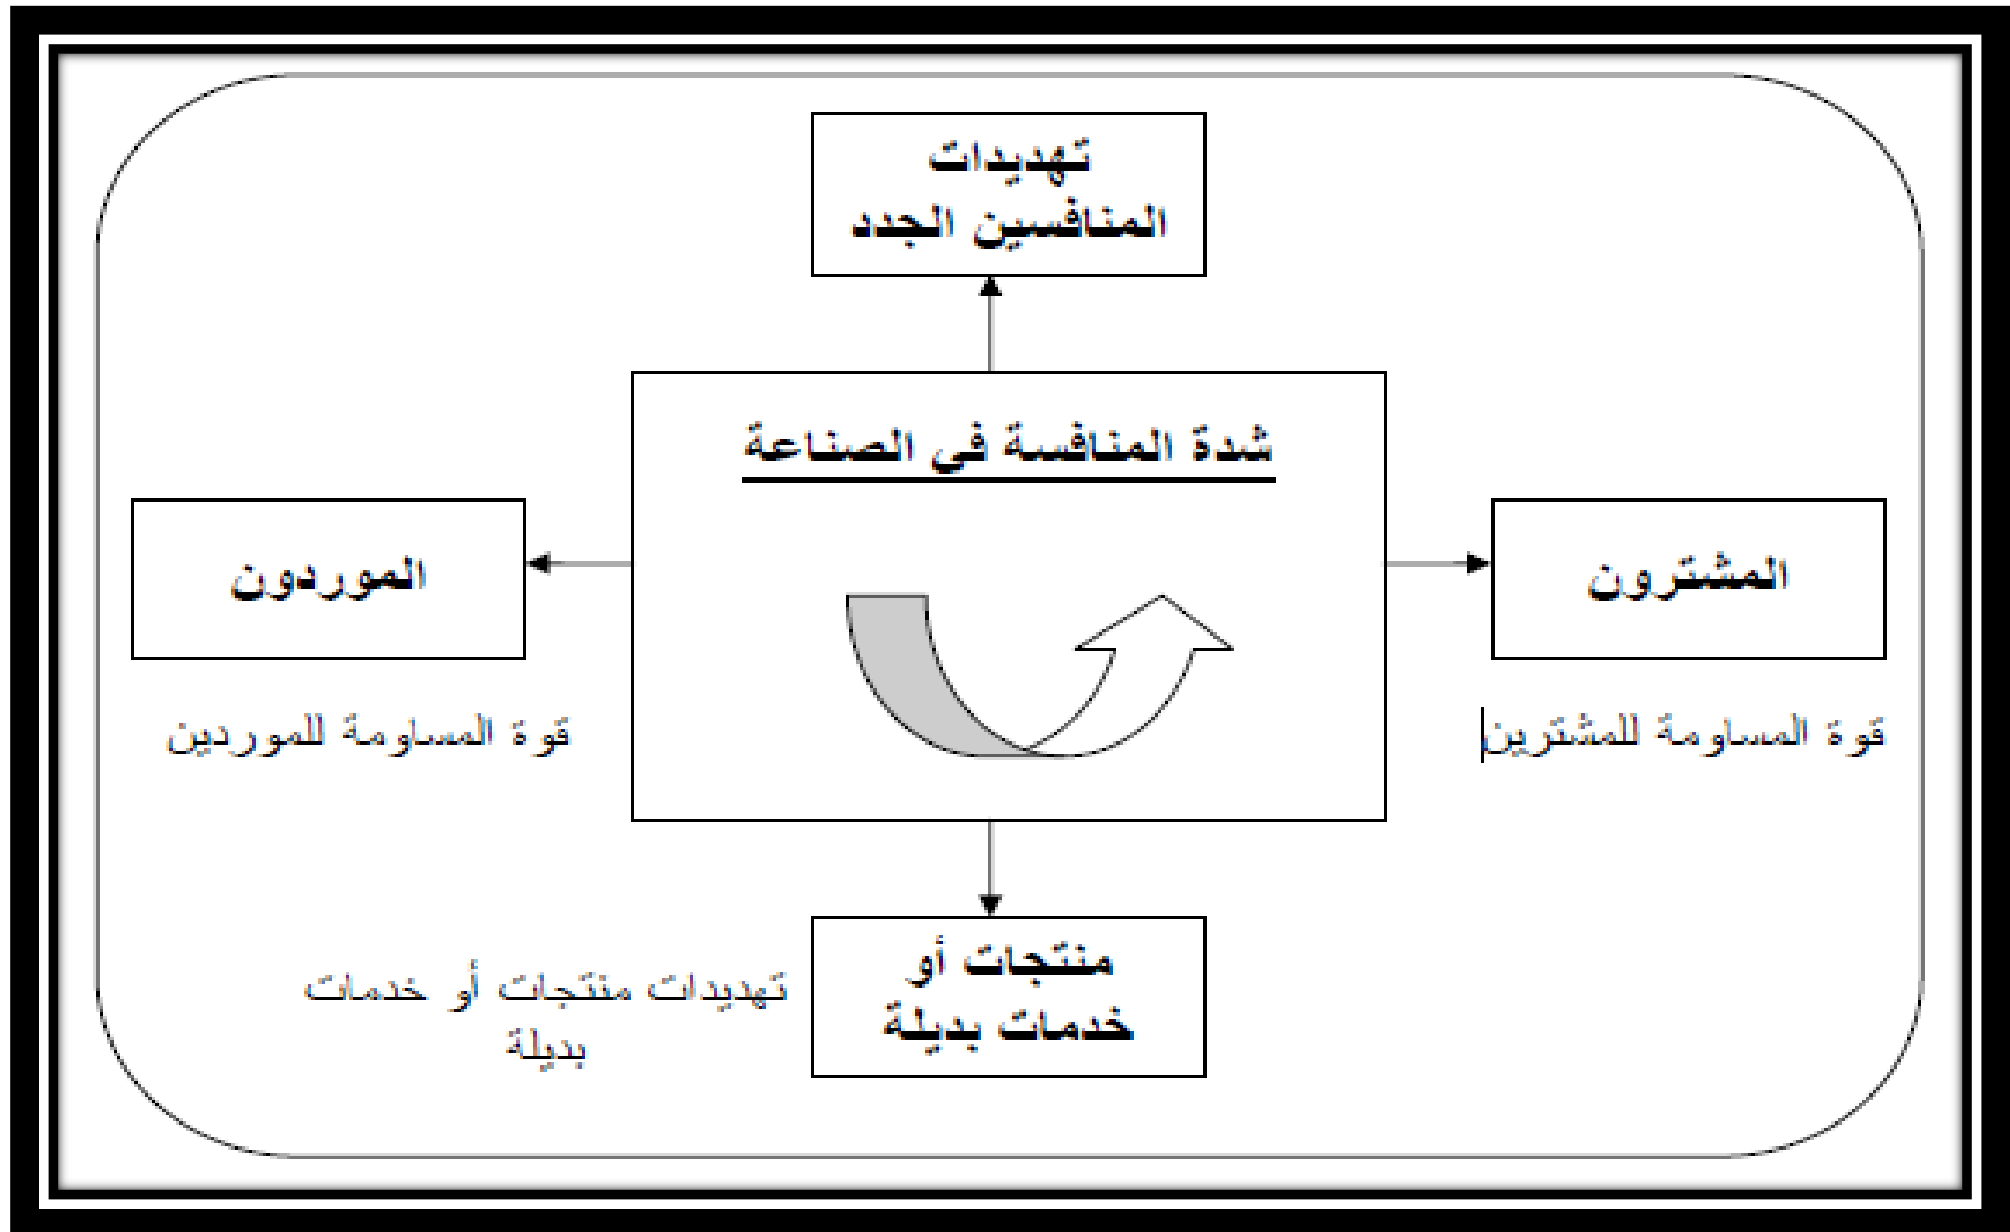 تهديدات
المنافسين الجدد
شدة المنافسة في الصناعة
المشترون
الموردون
قوة المساومة للمشترين
قوة المساومة للموردين
منتجات أو
خدمات بديلة
تهديدات منتجات أو خدمات
بديلة